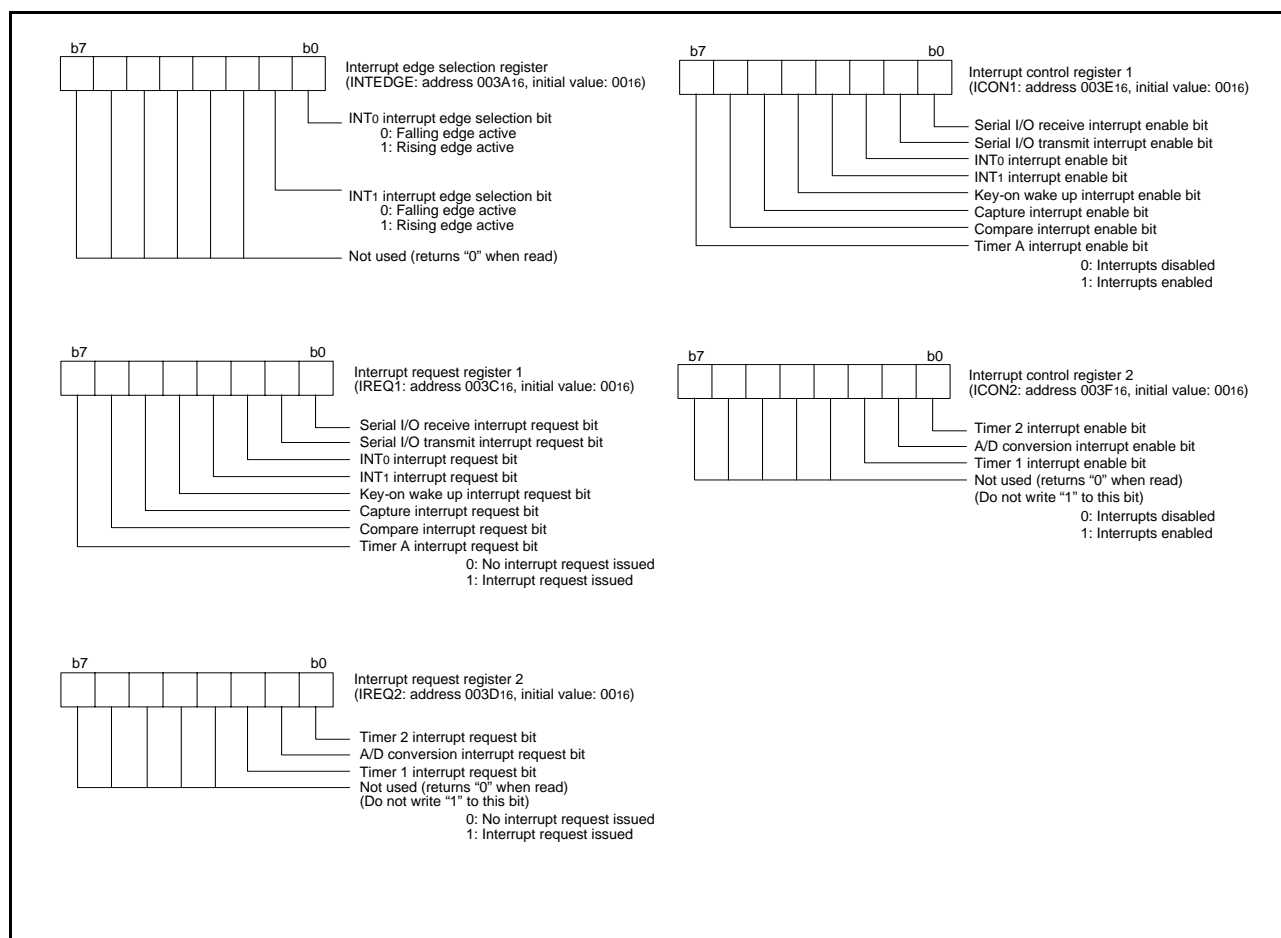 b7 b0
Interrupt edge selection register
(INTEDGE: address 003A16, initial value: 0016)
INT0 interrupt edge selection bit
0: Falling edge active
1: Rising edge active
INT1 interrupt edge selection bit
0: Falling edge active
1: Rising edge active
Not used (returns “0” when read)
b7 b0
Interrupt request register 1
(IREQ1: address 003C16, initial value: 0016)
Serial I/O receive interrupt request bit
Serial I/O transmit interrupt request bit
INT0 interrupt request bit
INT1 interrupt request bit
Key-on wake up interrupt request bit
Capture interrupt request bit
Compare interrupt request bit
Timer A interrupt request bit
0: No interrupt request issued
1: Interrupt request issued
b7 b0
Interrupt request register 2
(IREQ2: address 003D16, initial value: 0016)
Timer 2 interrupt request bit
A/D conversion interrupt request bit
Timer 1 interrupt request bit
Not used (returns “0” when read)
(Do not write “1” to this bit)
0: No interrupt request issued
1: Interrupt request issued
b7 b0
Interrupt control register 1
(ICON1: address 003E16, initial value: 0016)
Serial I/O receive interrupt enable bit
Serial I/O transmit interrupt enable bit
INT0 interrupt enable bit
INT1 interrupt enable bit
Key-on wake up interrupt enable bit
Capture interrupt enable bit
Compare interrupt enable bit
Timer A interrupt enable bit
0: Interrupts disabled
1: Interrupts enabled
b7 b0
Interrupt control register 2
(ICON2: address 003F16, initial value: 0016)
Timer 2 interrupt enable bit
A/D conversion interrupt enable bit
Timer 1 interrupt enable bit
Not used (returns “0” when read)
(Do not write “1” to this bit)
0: Interrupts disabled
1: Interrupts enabled